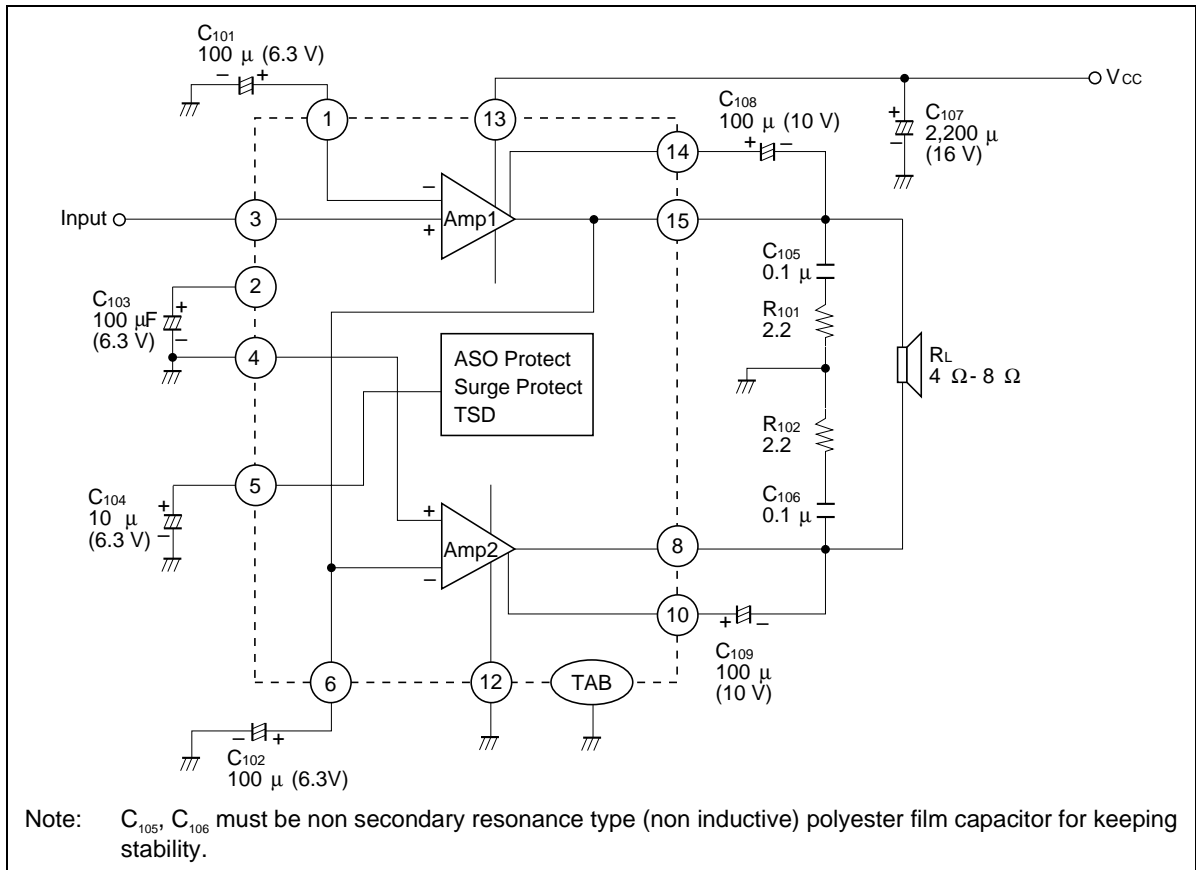 C101
100 μ (6.3 V)
− +
1
13
VCC
C108
100 μ (10 V)
+ −
14
+
−
C107
2,200 μ
(16 V)
Input
3
−
+
Amp1
15
C105
0.1 μ
R101
2.2
2
C103
100 μF
(6.3 V)
+
−
4
ASO Protect
Surge Protect
TSD
RL
4 Ω- 8 Ω
R102
2.2
5
C104
10 μ
(6.3 V)
+
−
C106
0.1 μ
+
−
Amp2
8
10
+ −
C109
100 μ
(10 V)
6
12
TAB
− +
C102
100 μ (6.3V)
Note: C105, C106 must be non secondary resonance type (non inductive) polyester film capacitor for keeping
stability.